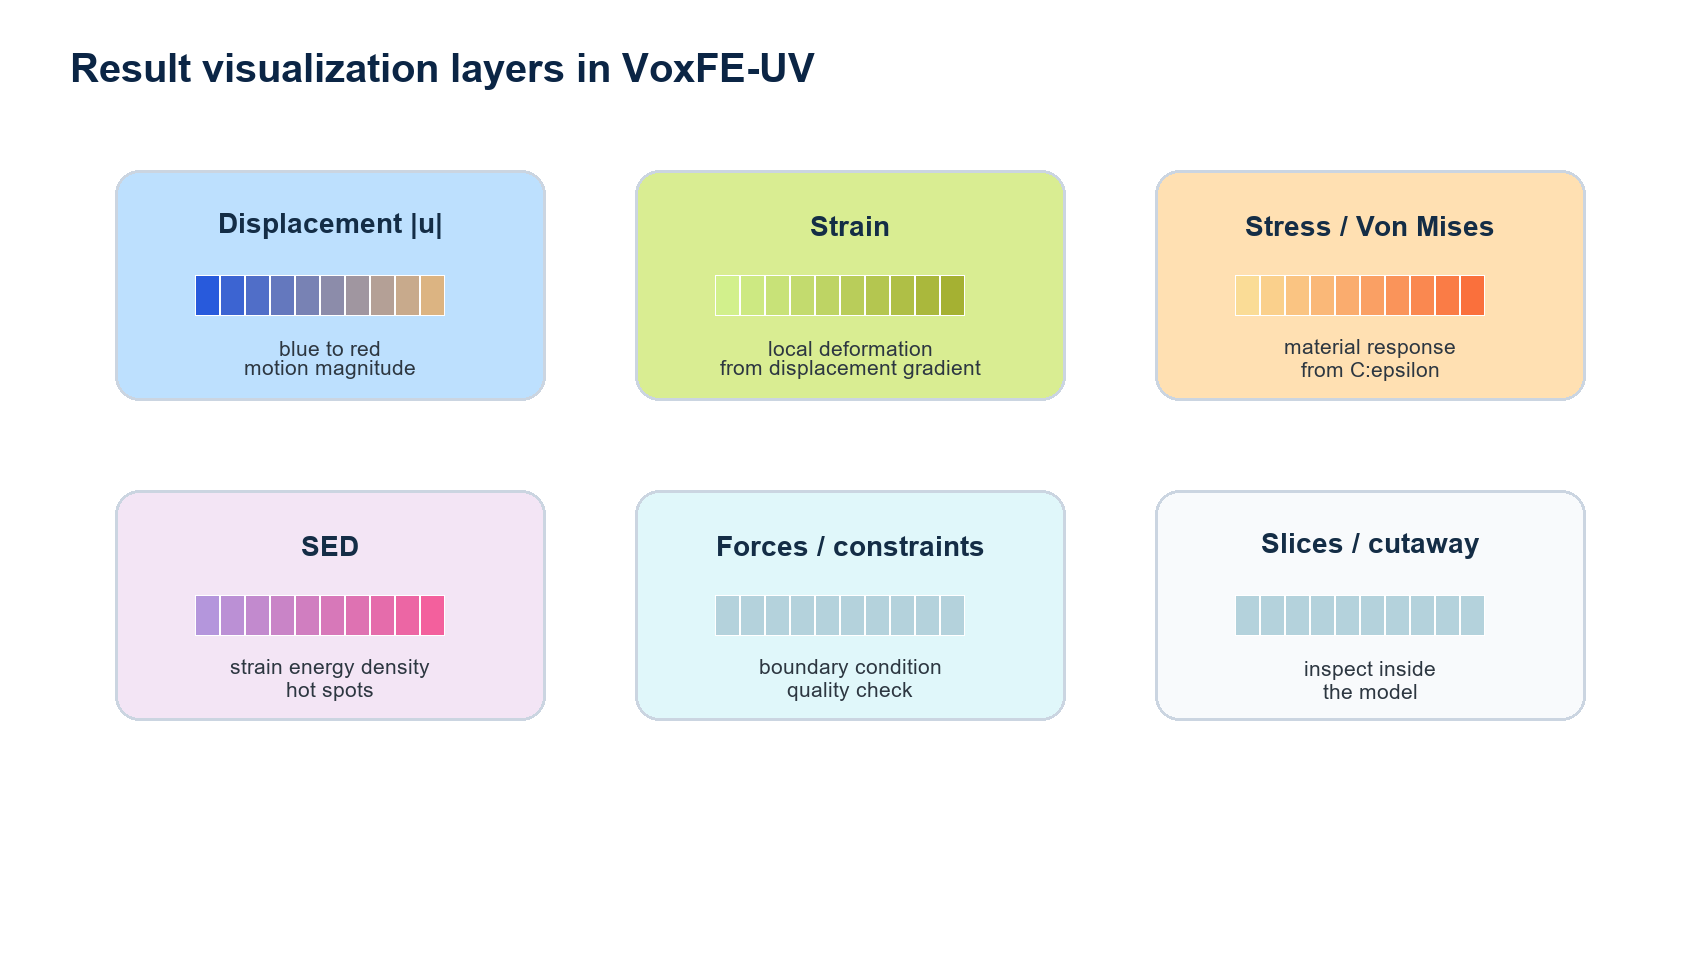 Result visualization layers in VoxFE-UV
Displacement |u|
blue to red
motion magnitude
Strain
local deformation
from displacement gradient
Stress / Von Mises
material response
from C:epsilon
SED
strain energy density
hot spots
Forces / constraints
boundary condition
quality check
Slices / cutaway
inspect inside
the model